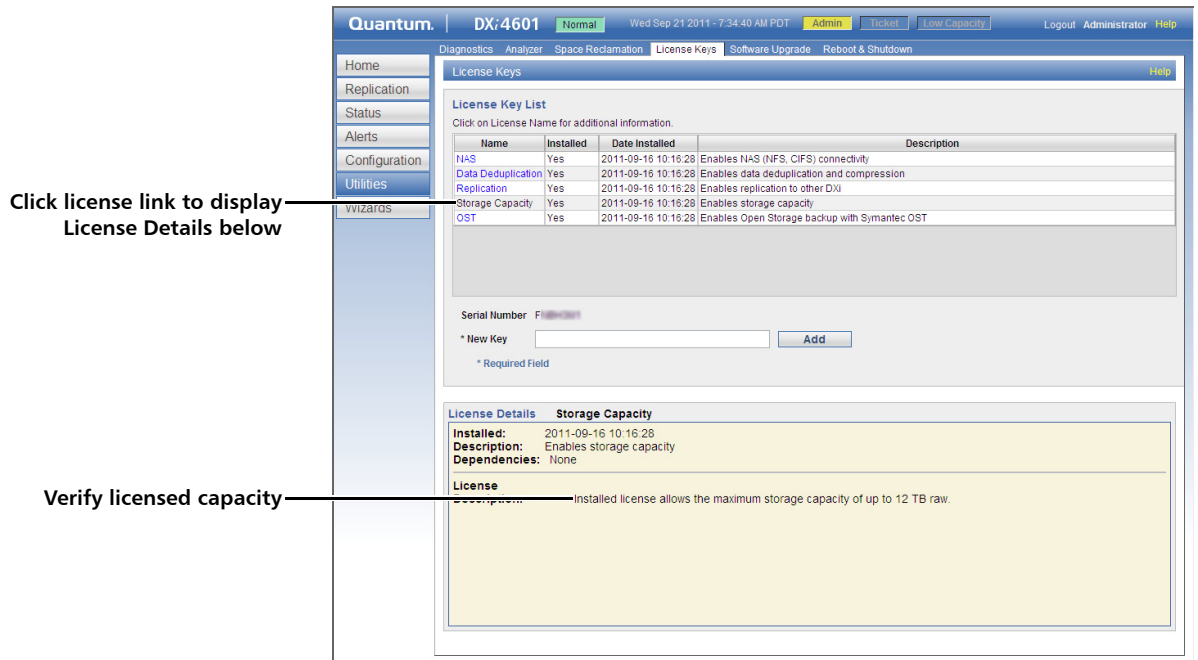 Quantum. DXi4601 Normal Wed Sep 21 2011 - 7:34:40 AM PDT Admin Ticket Low Capacity Logout Administrator Help
Diagnostics Analyzer Space Reclamation License Keys Software Upgrade Reboot & Shutdown
Home
Replication
Status
Alerts
Configuration
Utilities
Wizards
License Keys Help
License Key List
Click on License Name for additional information.
Name Installed Date Installed Description
NAS Yes 2011-09-16 10:16:28 Enables NAS (NFS, CIFS) connectivity
Data Deduplication Yes 2011-09-16 10:16:28 Enables data deduplication and compression
Replication Yes 2011-09-16 10:16:28 Enables replication to other DXi
Storage Capacity Yes 2011-09-16 10:16:28 Enables storage capacity
OST Yes 2011-09-16 10:16:28 Enables Open Storage backup with Symantec OST
Click license link to display
License Details below
Serial Number F
* New Key Add
* Required Field
License Details Storage Capacity
Installed: 2011-09-16 10:16:28
Description: Enables storage capacity
Dependencies: None
License
Description: Installed license allows the maximum storage capacity of up to 12 TB raw.
Verify licensed capacity